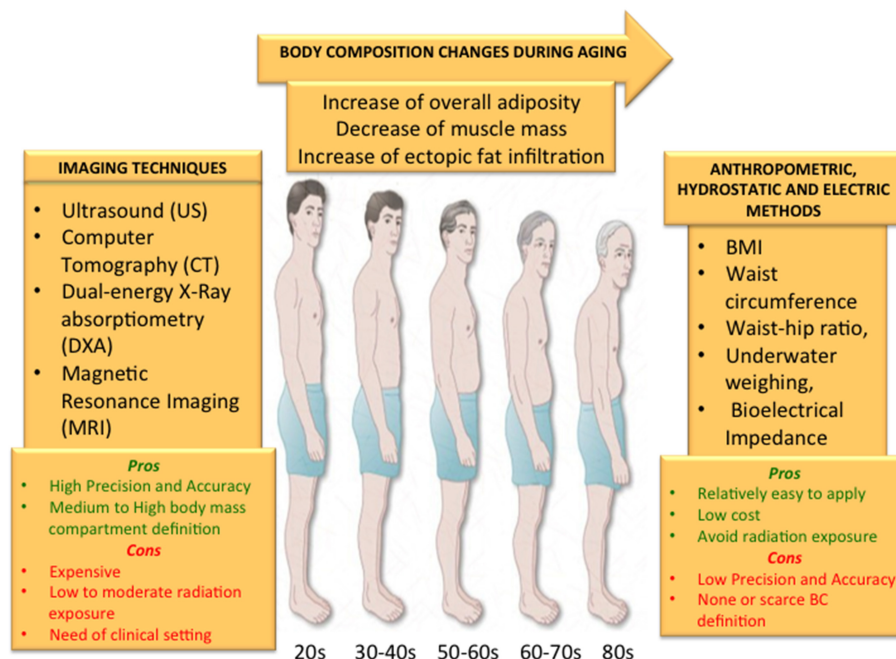 BODY COMPOSITION CHANGES DURING AGING
Increase of overall adiposity
Decrease of muscle mass
Increase of ectopic fat infiltration
IMAGING TECHNIQUES
• Ultrasound (US)
• Computer
Tomography (CT)
• Dual-energy X-Ray
absorptiometry
(DXA)
• Magnetic
Resonance Imaging
(MRI)
Pros
• High Precision and Accuracy
• Medium to High body mass
compartment definition
Cons
• Expensive
• Low to moderate radiation
exposure
• Need of clinical setting
ANTHROPOMETRIC,
HYDROSTATIC AND ELECTRIC
METHODS
• BMI
• Waist
circumference
• Waist-hip ratio,
• Underwater
weighing,
• Bioelectrical
Impedance
Pros
• Relatively easy to apply
• Low cost
• Avoid radiation exposure
Cons
• Low Precision and Accuracy
• None or scarce BC
definition
20s 30-40s 50-60s 60-70s 80s